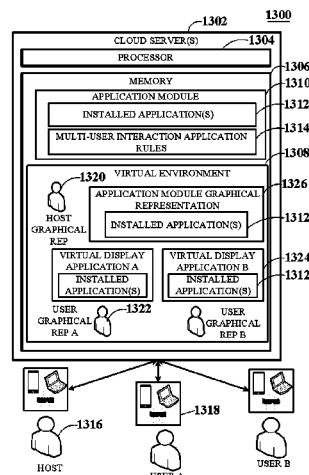 1300
1302
CLOUD SERVER(S)
1304
PROCESSOR
1306
MEMORY
1310
APPLICATION MODULE
1312
INSTALLED APPLICATION(S)
1314
MULTI-USER INTERACTION APPLICATION
RULES
1308
VIRTUAL ENVIRONMENT
1320
1326
APPLICATION MODULE GRAPHICAL
REPRESENTATION
HOST
GRAPHICAL
REP
INSTALLED APPLICATION(S)
1312
VIRTUAL DISPLAY
APPLICATION A
VIRTUAL DISPLAY
APPLICATION B
1324
INSTALLED
APPLICATION(S)
INSTALLED
APPLICATION(S)
1312
USER
GRAPHICAL
REP A
1322
USER
GRAPHICAL
REP B
1316
1318
HOST
USER A
USER B